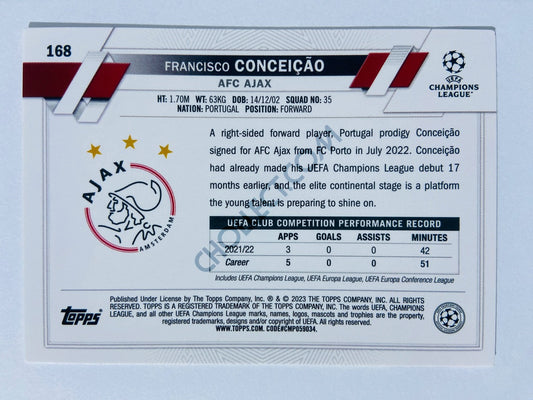 168
FRANCISCO CONCEIÇÃO
AFC AJAX
HT: 1.70M WT: 63KG DOB: 14/12/02 SQUAD NO: 35
NATION: PORTUGAL POSITION: FORWARD
UEFA
CHAMPIONS
LEAGUE™
AJAX
AMSTERDAM
A right-sided forward player, Portugal prodigy Conceição
signed for AFC Ajax from FC Porto in July 2022. Conceição
had already made his UEFA Champions League debut 17
months earlier, and the elite continental stage is a platform
the young talent is preparing to shine on.
CHOLLECT.COM
UEFA CLUB COMPETITION PERFORMANCE RECORD
APPS GOALS ASSISTS MINUTES
2021/22 3 0 0 42
Career 5 0 0 51
Includes UEFA Champions League, UEFA Europa League, UEFA Europa Conference League
TOPPS
Published Under License by The Topps Company, Inc. ® & © 2023 THE TOPPS COMPANY, INC. ALL RIGHTS
RESERVED. TOPPS IS A REGISTERED TRADEMARK OF THE TOPPS COMPANY, INC. The words UEFA, CHAMPIONS
LEAGUE, and all other UEFA Champions League marks, names, logos, mascots and trophies are the property,
registered trademarks, designs and/or copyright of UEFA. All rights reserved.
WWW.TOPPS.COM. CODE#CMP059034.